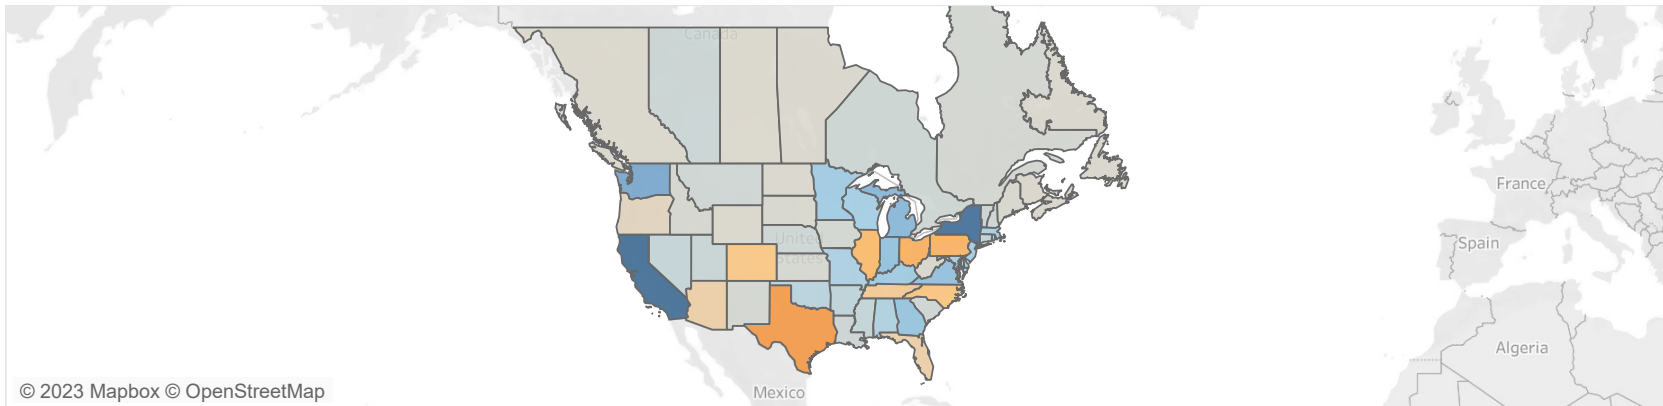 Canada
United
States
France
Spain
Algeria
Mexico
© 2023 Mapbox © OpenStreetMap